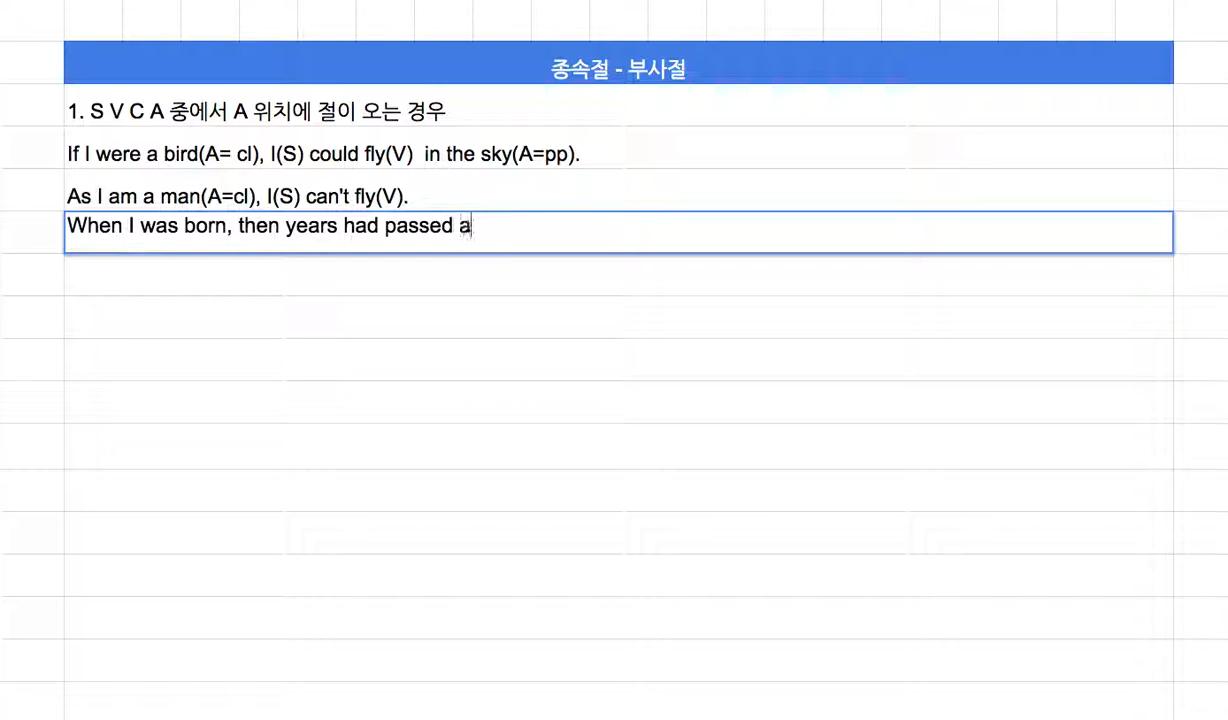 종속절 - 부사절
1. S V C A 중에서 A 위치에 절이 오는 경우
If I were a bird(A= cl), I(S) could fly(V)  in the sky(A=pp).
As I am a man(A=cl), I(S) can't fly(V).
When I was born, then years had passed a